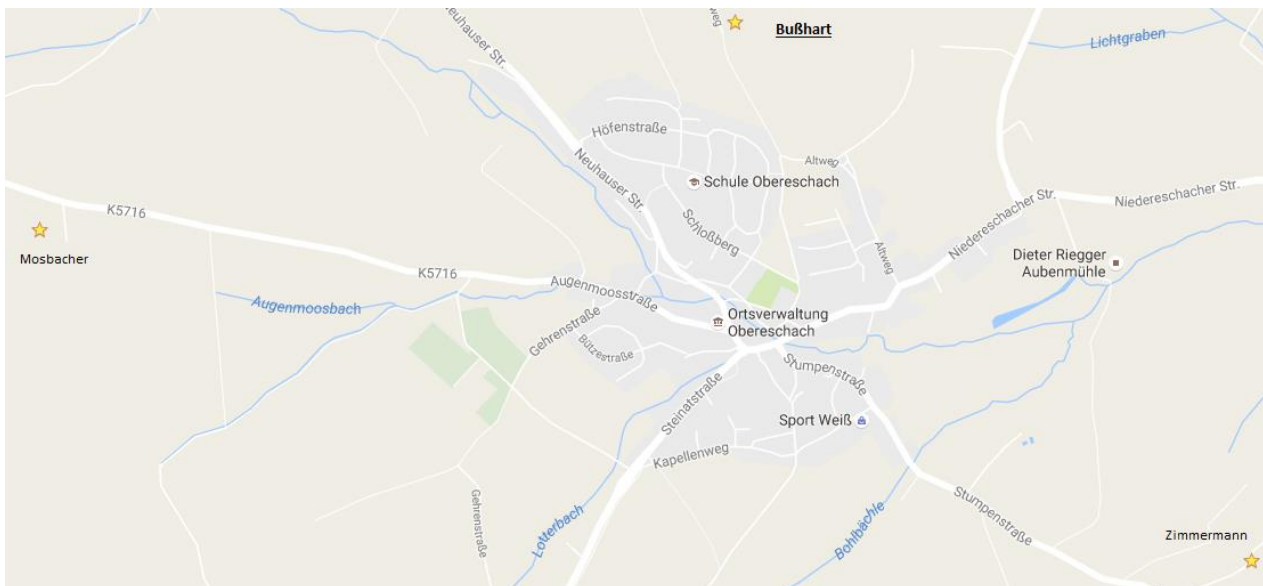 Neuhauser Str.
weg
Bußhart
Lichtgraben
Höfenstraße
Neuhauser Str.
Schule Obereschach
Altweg
Niedereschacher Str.
K5716
Schloßberg
Niedereschacher Str.
Mosbacher
Altweg
Dieter Riegger
Aubenmühle
K5716
Augenmoosbach
Augenmoosstraße
Ortsverwaltung
Obereschach
Gehrenstraße
Bützestraße
Stumpenstraße
Steinatstraße
Sport Weiß
Kapellenweg
Gehrenstraße
Lotterbach
Bohlbächle
Stumpenstraße
Zimmermann